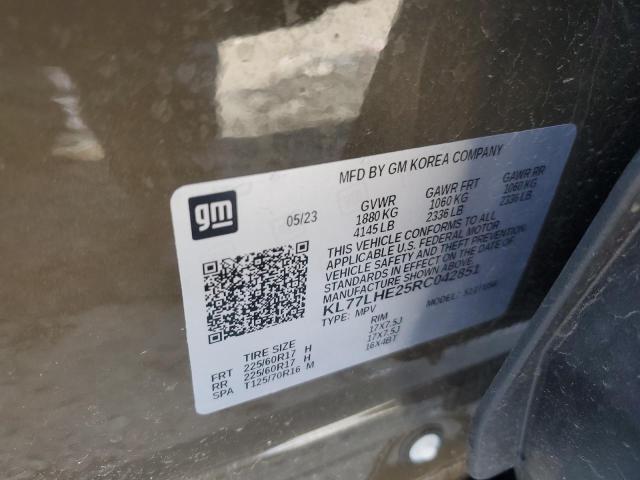 MFD BY GM KOREA COMPANY
gm
05/23
GVWR GAWR FRT GAWR RR
1880 KG 1060 KG 1060 KG
4145 LB 2336 LB 2336 LB
THIS VEHICLE CONFORMS TO ALL
APPLICABLE U.S. FEDERAL MOTOR
VEHICLE SAFETY AND THEFT PREVENTION
STANDARDS IN EFFECT ON THE DATE OF
MANUFACTURE SHOWN ABOVE.
KL77LHE25RC042851
TYPE: MPV MODEL:
TIRE SIZE RIM
FRT 225/60R17 H 17X7.5J
RR 225/60R17 H 17X7.5J
SPA T125/70R16 M 16X4BT